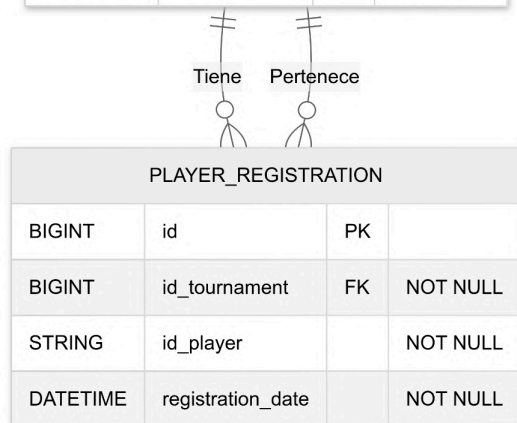 Tiene Pertenece
PLAYER_REGISTRATION
BIGINT id PK
BIGINT id_tournament FK NOT NULL
STRING id_player NOT NULL
DATETIME registration_date NOT NULL